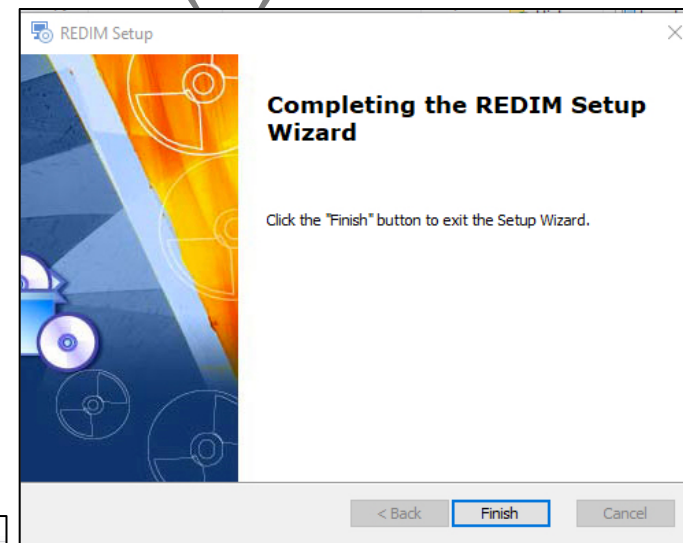 REDIM Setup
Completing the REDIM Setup
Wizard
Click the "Finish" button to exit the Setup Wizard.
< Back
Finish
Cancel